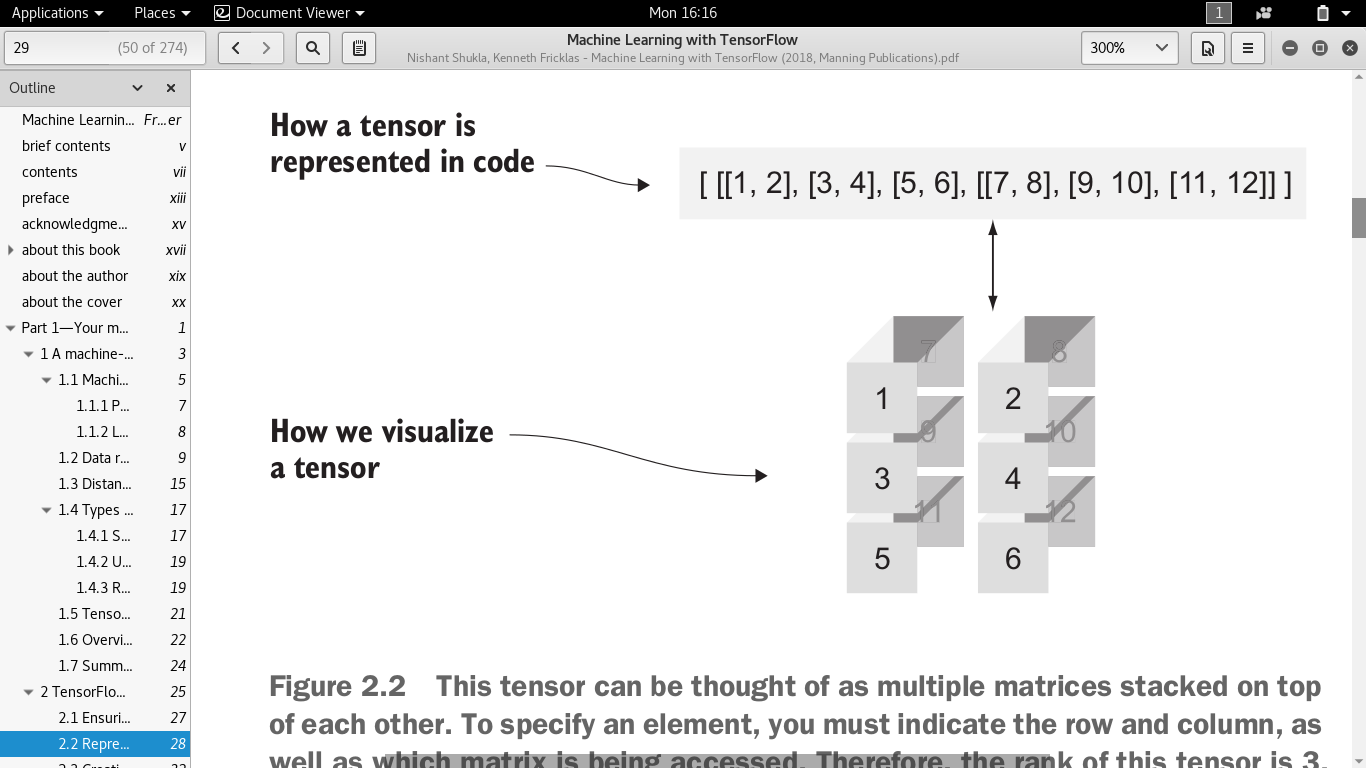 Applications Places Document Viewer Mon 16:16 1
29 (50 of 274) Machine Learning with TensorFlow 300%
Nishant Shukla, Kenneth Fricklas - Machine Learning with TensorFlow (2018, Manning Publications).pdf
Outline
Machine Learnin... Fr...er
brief contents v
contents vii
preface xiii
acknowledgme... xv
about this book xvii
about the author xix
about the cover xx
Part 1—Your m... 1
1 A machine-... 3
1.1 Machi... 5
1.1.1 P... 7
1.1.2 L... 8
1.2 Data r... 9
1.3 Distan... 15
1.4 Types ... 17
1.4.1 S... 17
1.4.2 U... 19
1.4.3 R... 19
1.5 Tenso... 21
1.6 Overvi... 22
1.7 Summ... 24
2 TensorFlo... 25
2.1 Ensuri... 27
2.2 Repre... 28
How a tensor is
represented in code
[ [[1, 2], [3, 4], [5, 6], [[7, 8], [9, 10], [11, 12]] ]
7 8
1 2
9 10
3 4
11 12
5 6
How we visualize
a tensor
Figure 2.2 This tensor can be thought of as multiple matrices stacked on top
of each other. To specify an element, you must indicate the row and column, as
well as which matrix is being accessed. Therefore, the rank of this tensor is 3.